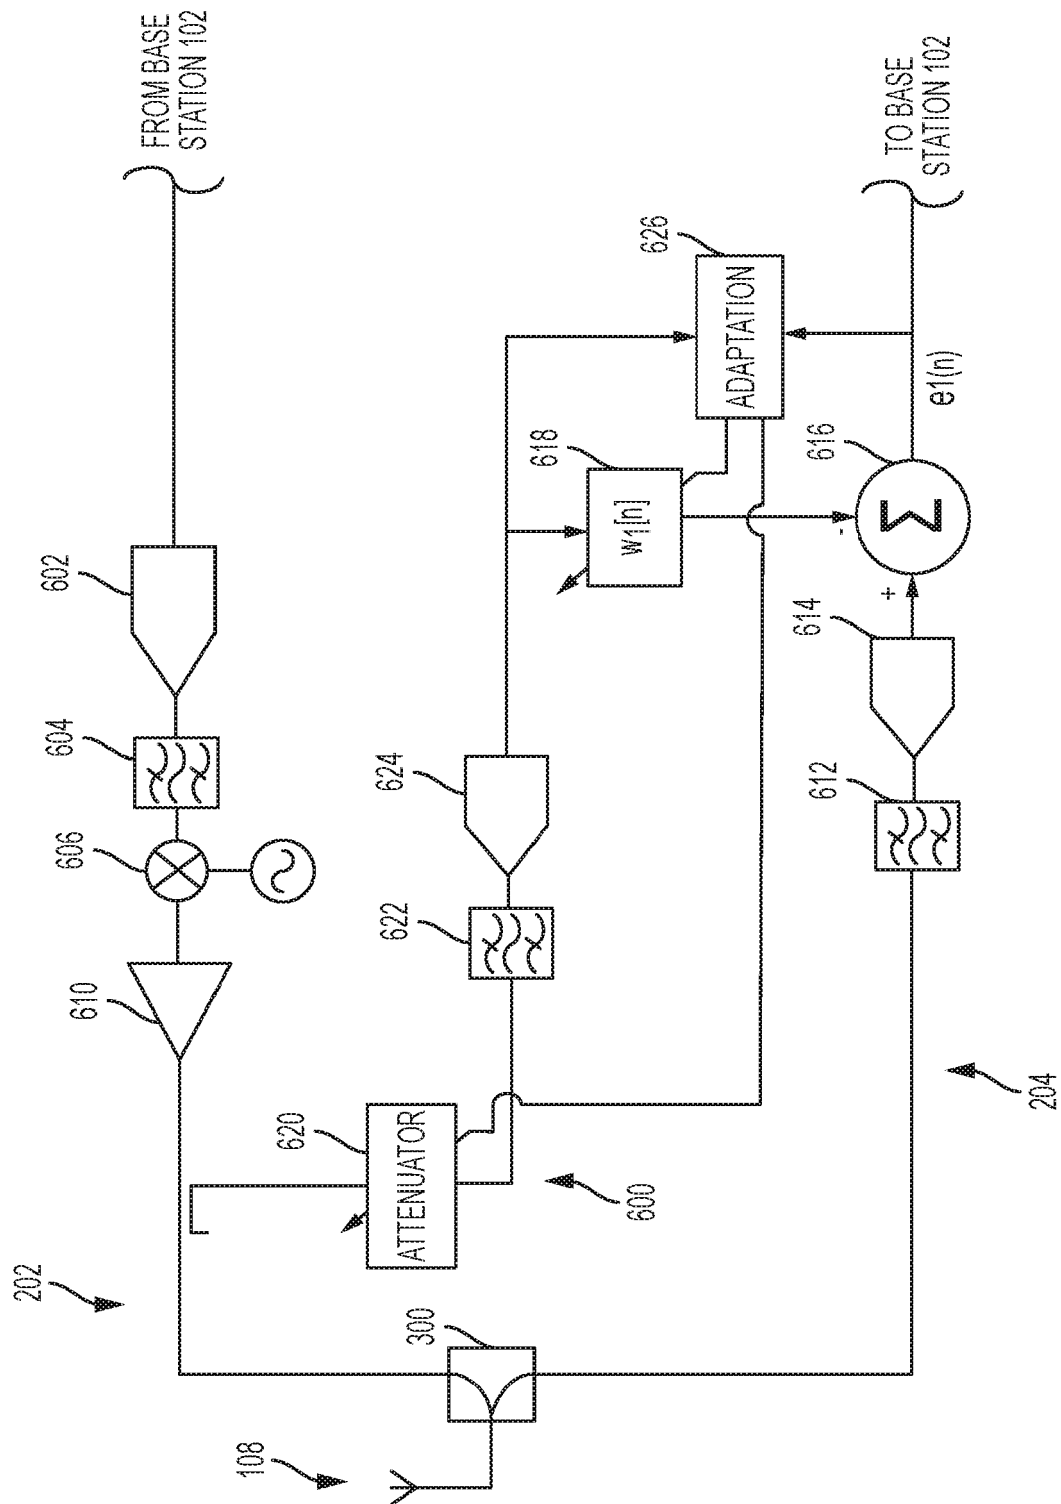 FROM BASE
STATION 102
602
604
606
610
202
TO BASE
STATION 102
626
ADAPTATION
618
w1[n]
624
622
620
ATTENUATOR
600
300
108
e1(n)
616
Σ
-
+
614
612
204